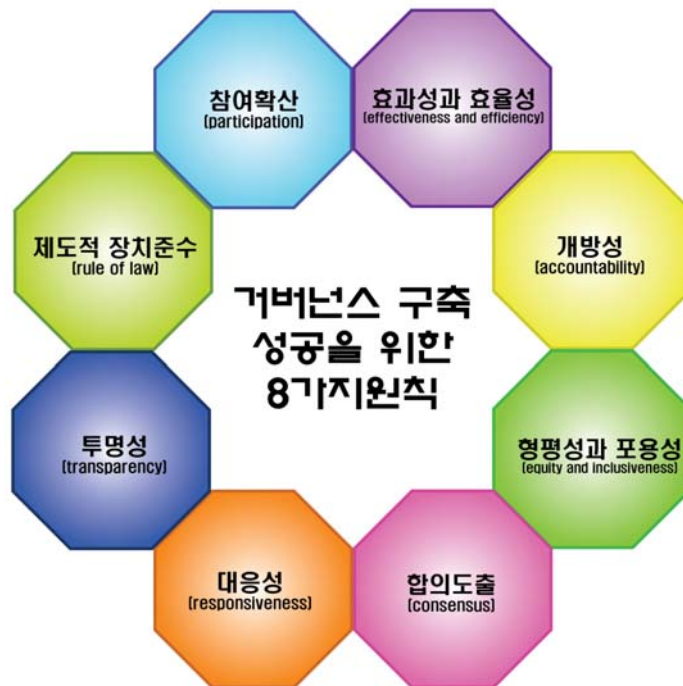 참여확산
(participation)
효과성과 효율성
(effectiveness and efficiency)
제도적 장치준수
(rule of law)
개방성
(accountability)
거버넌스 구축
성공을 위한
8가지원칙
투명성
(transparency)
형평성과 포용성
(equity and inclusiveness)
대응성
(responsiveness)
합의도출
(consensus)